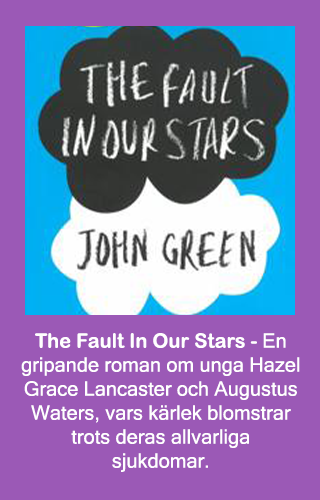 THE FAULT
IN OUR STARS
JOHN GREEN
The Fault In Our Stars - En
gripande roman om unga Hazel
Grace Lancaster och Augustus
Waters, vars kärlek blomstrar
trots deras allvarliga
sjukdomar.